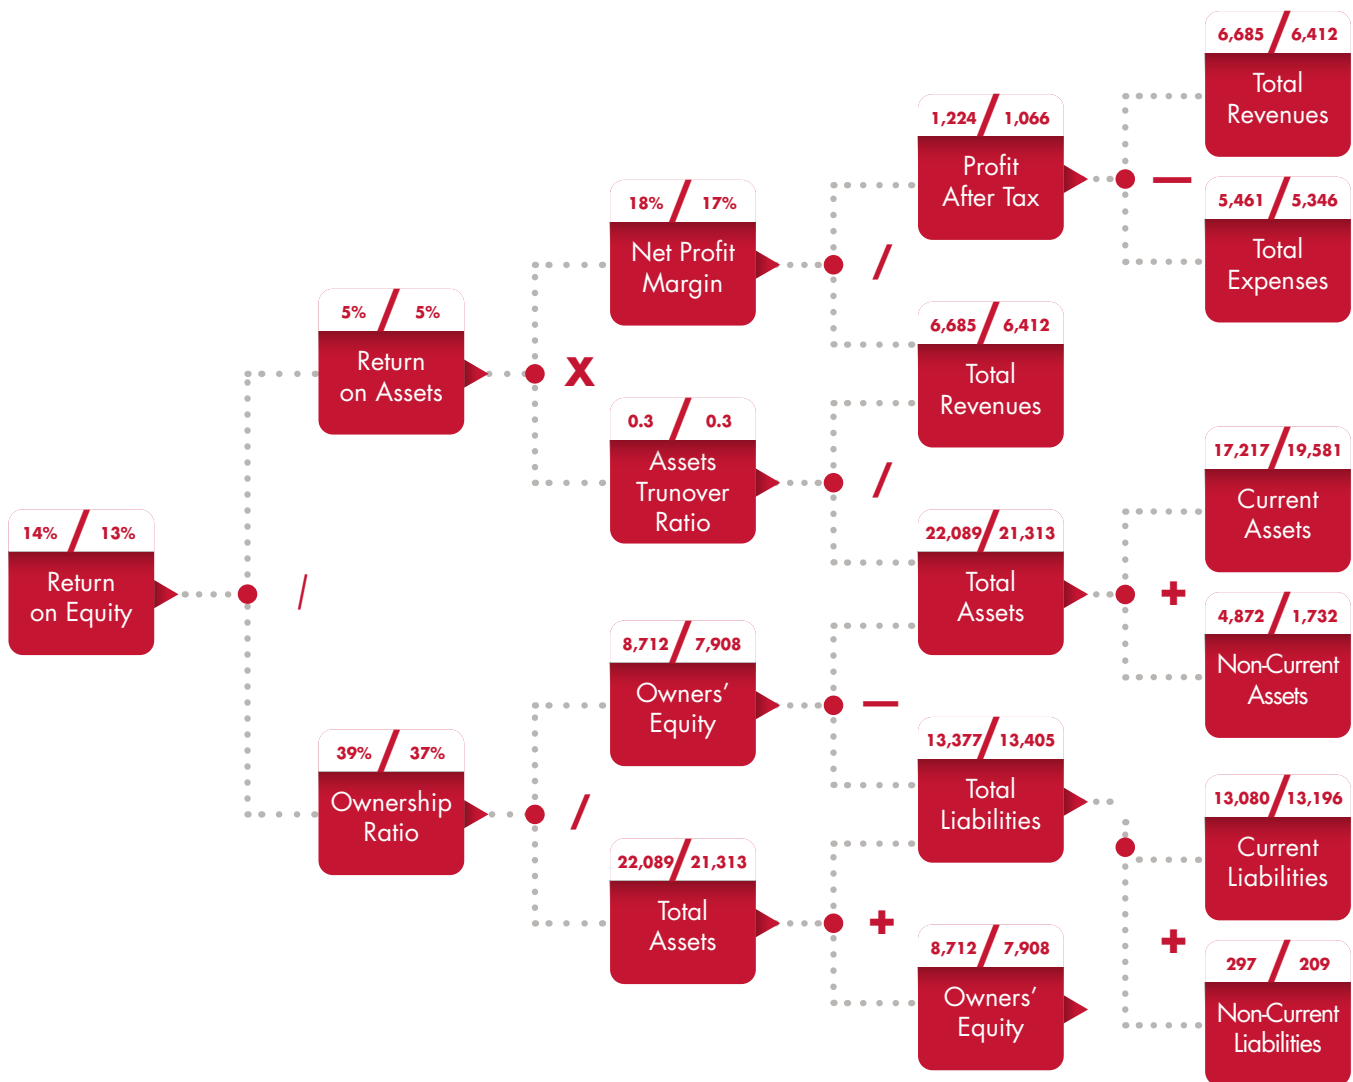 6,685 / 6,412
Total
Revenues
1,224 / 1,066
Profit
After Tax
—
5,461 / 5,346
Total
Expenses
18% / 17%
Net Profit
Margin
/
6,685 / 6,412
Total
Revenues
5% / 5%
Return
on Assets
X
0.3 / 0.3
Assets
Trunover
Ratio
/
17,217 / 19,581
Current
Assets
14% / 13%
Return
on Equity
/
22,089 / 21,313
Total
Assets
+
4,872 / 1,732
Non-Current
Assets
8,712 / 7,908
Owners’
Equity
—
39% / 37%
Ownership
Ratio
/
13,377 / 13,405
Total
Liabilities
13,080 / 13,196
Current
Liabilities
22,089 / 21,313
Total
Assets
+
8,712 / 7,908
Owners’
Equity
+
297 / 209
Non-Current
Liabilities